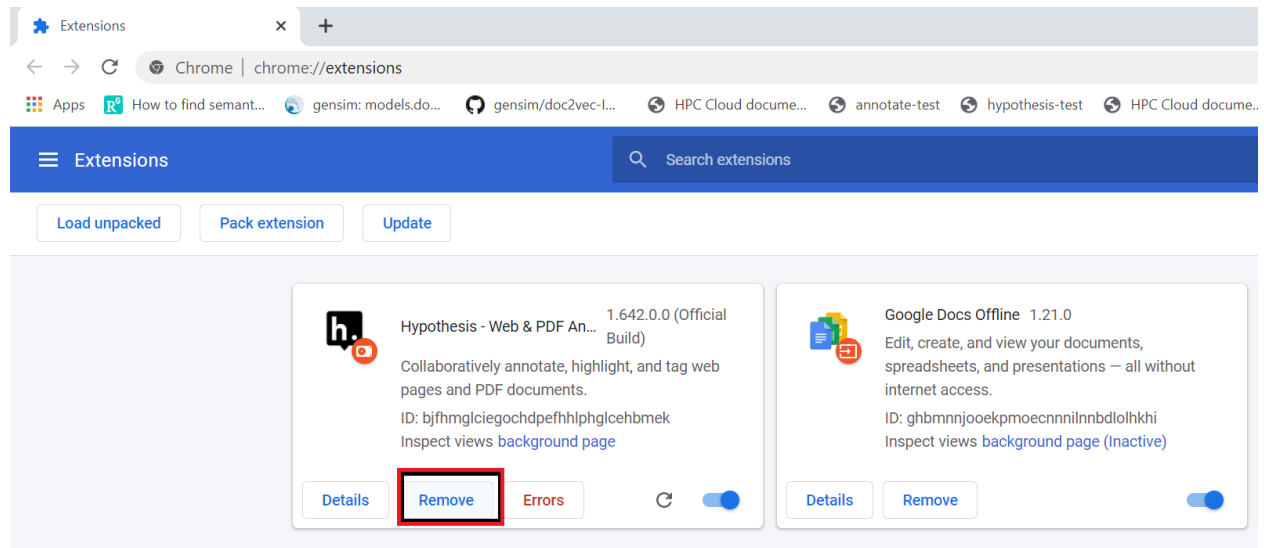 Extensions
Chrome | chrome://extensions
Apps How to find semant... gensim: models.do... gensim/doc2vec-l... HPC Cloud docume... annotate-test hypothesis-test HPC Cloud docume..
Extensions Search extensions
Load unpacked Pack extension Update
h. Hypothesis - Web & PDF An... 1.642.0.0 (Official
Build)
Collaboratively annotate, highlight, and tag web
pages and PDF documents.
ID: bjfhmglciegochdpefhhlphglcehbmek
Inspect views background page
Details Remove Errors
Google Docs Offline 1.21.0
Edit, create, and view your documents,
spreadsheets, and presentations — all without
internet access.
ID: ghbmnnjooekpmoecnnnilnnbdlolhkhi
Inspect views background page (Inactive)
Details Remove